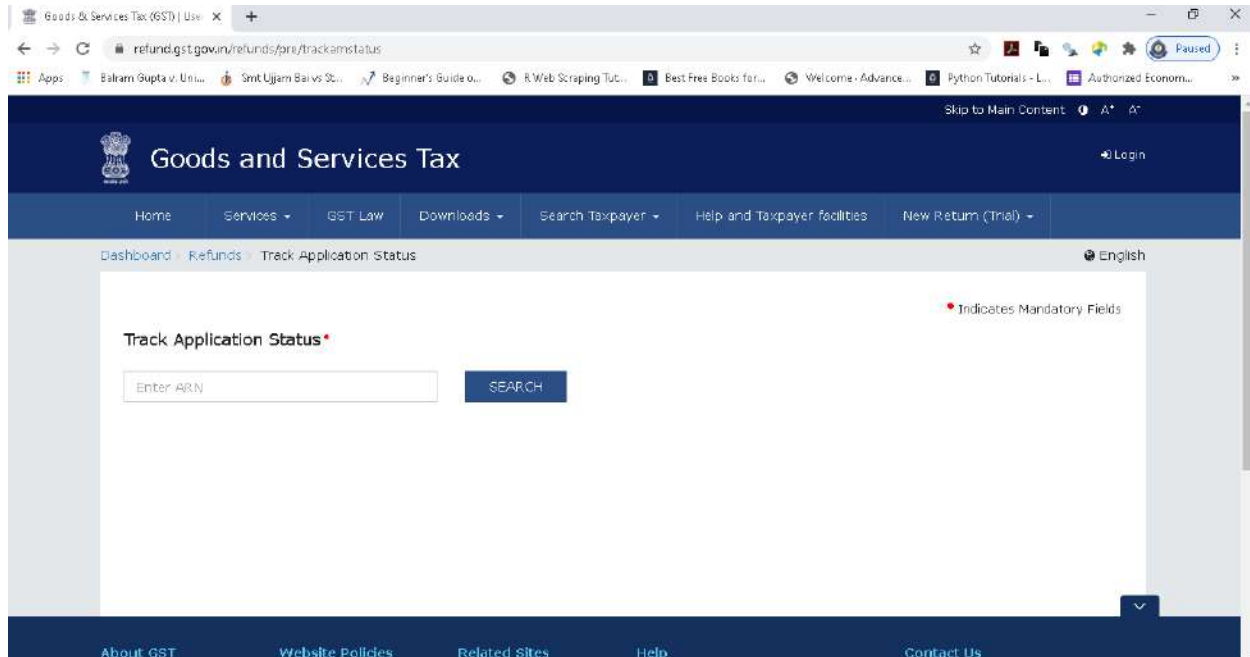 Goods & Services Tax (GST) | Use
refund.gst.gov.in/refunds/pre/trackarnstatus
Paused
Apps
Balram Gupta v. Uni...
Smt Ujjam Bai vs St...
Beginner's Guide o...
R Web Scraping Tut...
Best Free Books for...
Welcome - Advance...
Python Tutorials - L...
Authorized Econom...
Skip to Main Content A+ A-
Goods and Services Tax
Login
Home Services GST Law Downloads Search Taxpayer Help and Taxpayer facilities New Return (Trial)
Dashboard Refunds Track Application Status
English
Indicates Mandatory Fields
Track Application Status
Enter ARN
SEARCH
About GST Website Policies Related Sites Help Contact Us